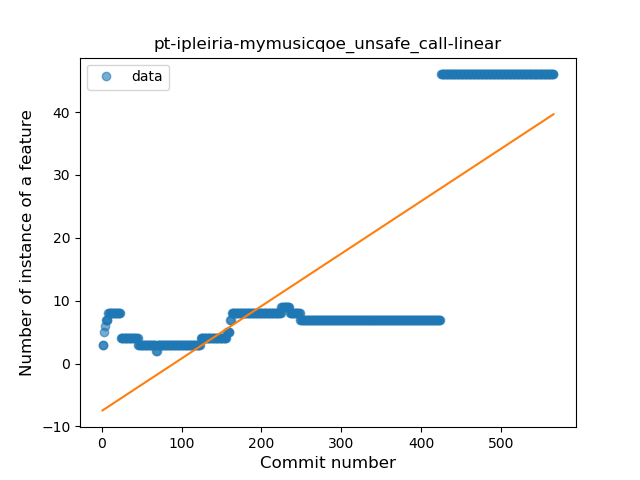 pt-ipleiria-mymusicqoe_unsafe_call-linear
data
Number of instance of a feature
40
30
20
10
0
−10
0 100 200 300 400 500
Commit number